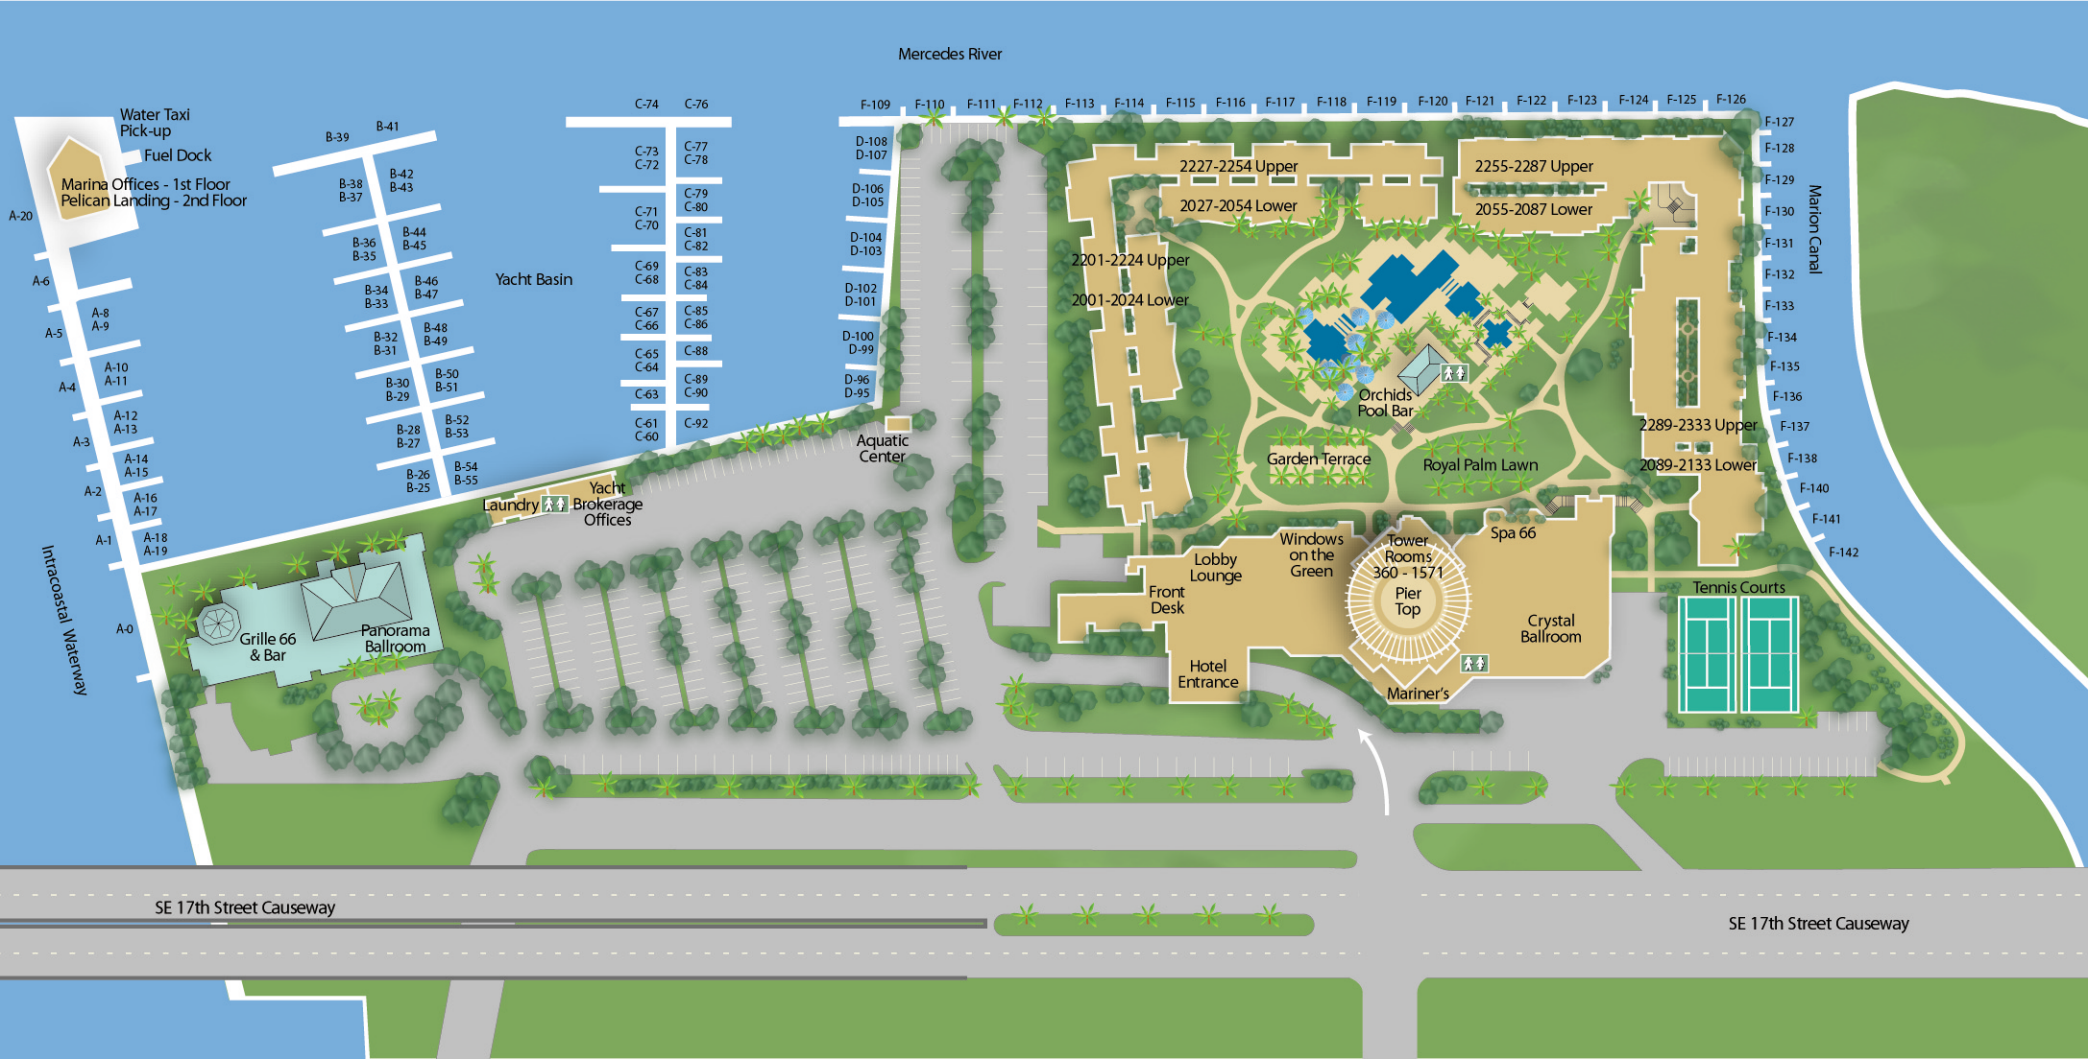 Mercedes River
Water Taxi
Pick-up
Fuel Dock
Marina Offices - 1st Floor
Pelican Landing - 2nd Floor
A-20
A-6
A-8
A-9
A-5
A-10
A-11
A-4
A-12
A-13
A-3
A-14
A-15
A-2
A-16
A-17
A-1
A-18
A-19
A-0
Intracoastal Waterway
B-39
B-41
B-38
B-37
B-42
B-43
B-36
B-35
B-44
B-45
B-34
B-33
B-46
B-47
B-32
B-31
B-48
B-49
B-30
B-29
B-50
B-51
B-28
B-27
B-52
B-53
B-26
B-25
B-54
B-55
Yacht Basin
C-74
C-76
C-73
C-72
C-77
C-78
C-79
C-80
C-71
C-70
C-81
C-82
C-69
C-68
C-83
C-84
C-67
C-66
C-85
C-86
C-65
C-64
C-88
C-63
C-89
C-90
C-61
C-60
C-92
D-108
D-107
D-106
D-105
D-104
D-103
D-102
D-101
D-100
D-99
D-96
D-95
F-109
F-110
F-111
F-112
F-113
F-114
F-115
F-116
F-117
F-118
F-119
F-120
F-121
F-122
F-123
F-124
F-125
F-126
F-127
F-128
F-129
F-130
F-131
F-132
F-133
F-134
F-135
F-136
F-137
F-138
F-140
F-141
F-142
Marion Canal
2227-2254 Upper
2027-2054 Lower
2255-2287 Upper
2055-2087 Lower
2201-2224 Upper
2001-2024 Lower
2289-2333 Upper
2089-2133 Lower
Orchids
Pool Bar
Garden Terrace
Royal Palm Lawn
Aquatic
Center
Laundry
Yacht
Brokerage
Offices
Grille 66
& Bar
Panorama
Ballroom
Lobby
Lounge
Windows
on the
Green
Tower
Rooms
360 - 1571
Pier
Top
Spa 66
Front
Desk
Crystal
Ballroom
Hotel
Entrance
Mariner's
Tennis Courts
SE 17th Street Causeway
SE 17th Street Causeway